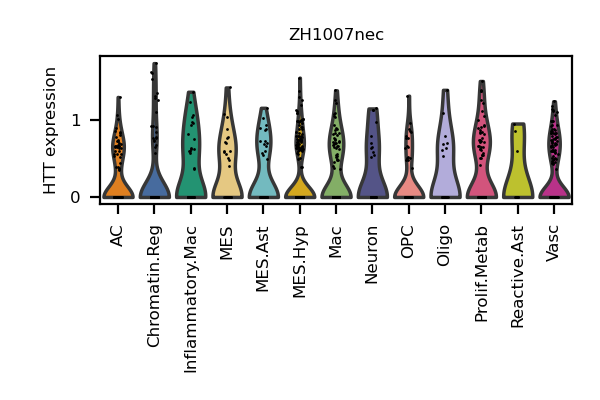 ZH1007nec
HTT expression
1
0
AC
Chromatin.Reg
Inflammatory.Mac
MES
MES.Ast
MES.Hyp
Mac
Neuron
OPC
Oligo
Prolif.Metab
Reactive.Ast
Vasc